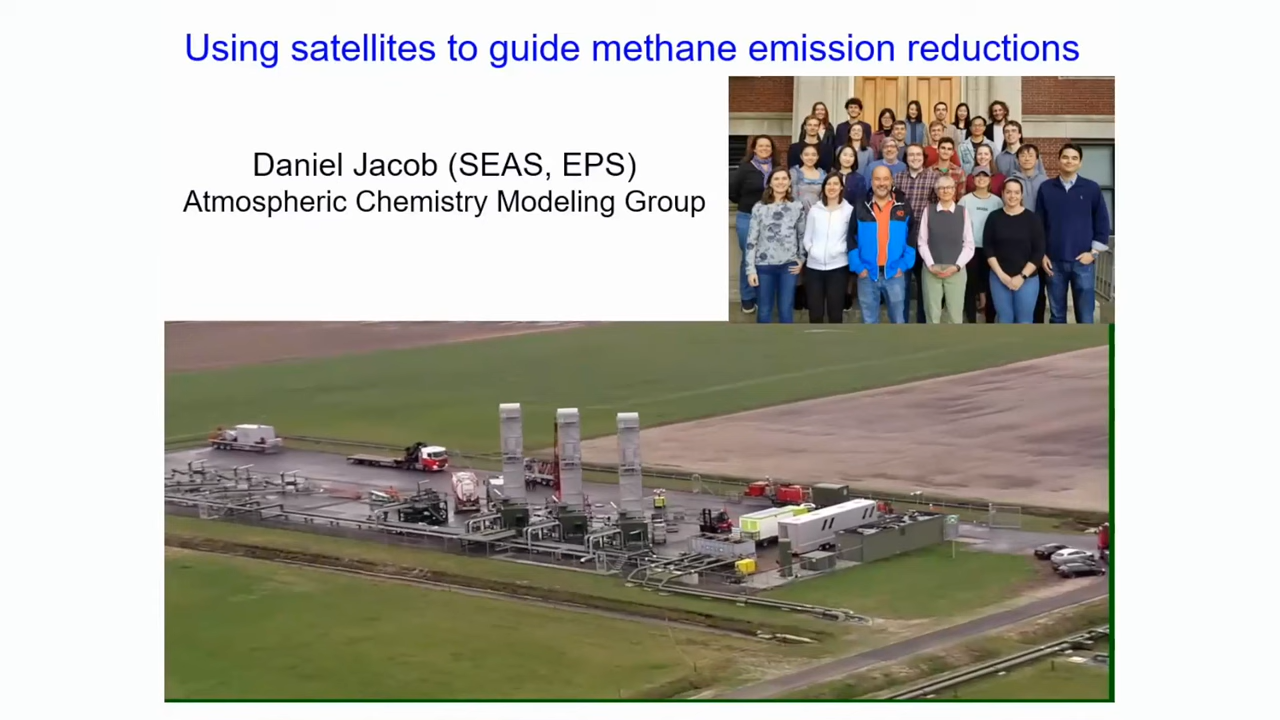 Using satellites to guide methane emission reductions
Daniel Jacob (SEAS, EPS)
Atmospheric Chemistry Modeling Group